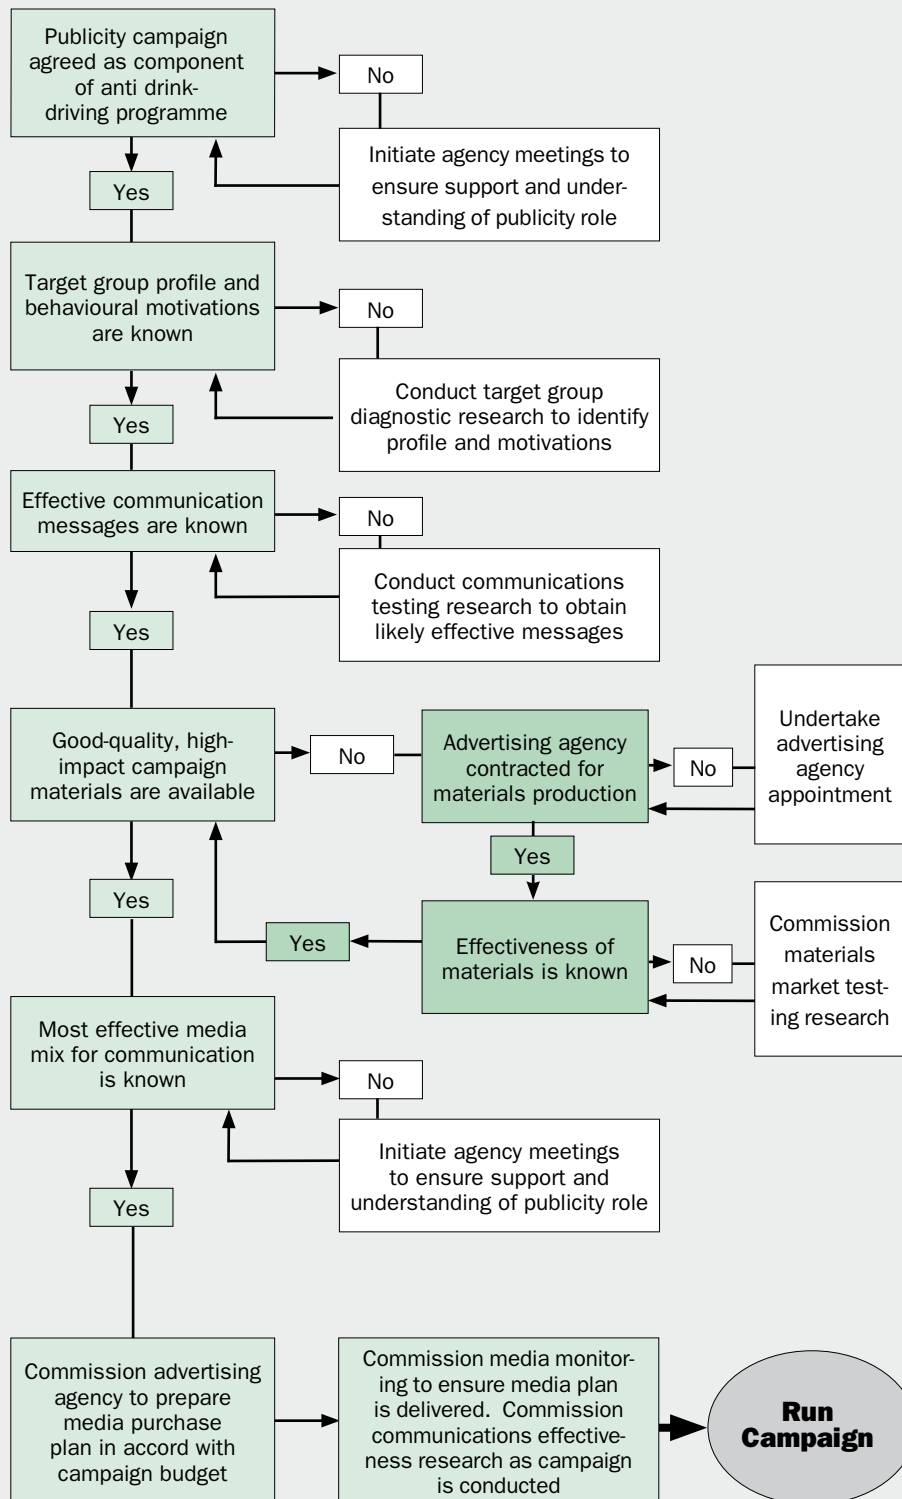 Publicity campaign
agreed as component
of anti drink-
driving programme
No
Initiate agency meetings to
ensure support and under-
standing of publicity role
Yes
Target group profile and
behavioural motivations
are known
No
Conduct target group
diagnostic research to identify
profile and motivations
Yes
Effective communication
messages are known
No
Conduct communications
testing research to obtain
likely effective messages
Yes
Good-quality, high-
impact campaign
materials are available
No
Advertising agency
contracted for
materials production
No
Undertake
advertising
agency
appointment
Yes
Effectiveness of
materials is known
No
Commission
materials
market test-
ing research
Yes
Yes
Most effective media
mix for communication
is known
No
Initiate agency meetings
to ensure support and
understanding of publicity role
Yes
Commission advertising
agency to prepare
media purchase
plan in accord with
campaign budget
Commission media monitor-
ing to ensure media plan
is delivered. Commission
communications effective-
ness research as campaign
is conducted
Run
Campaign